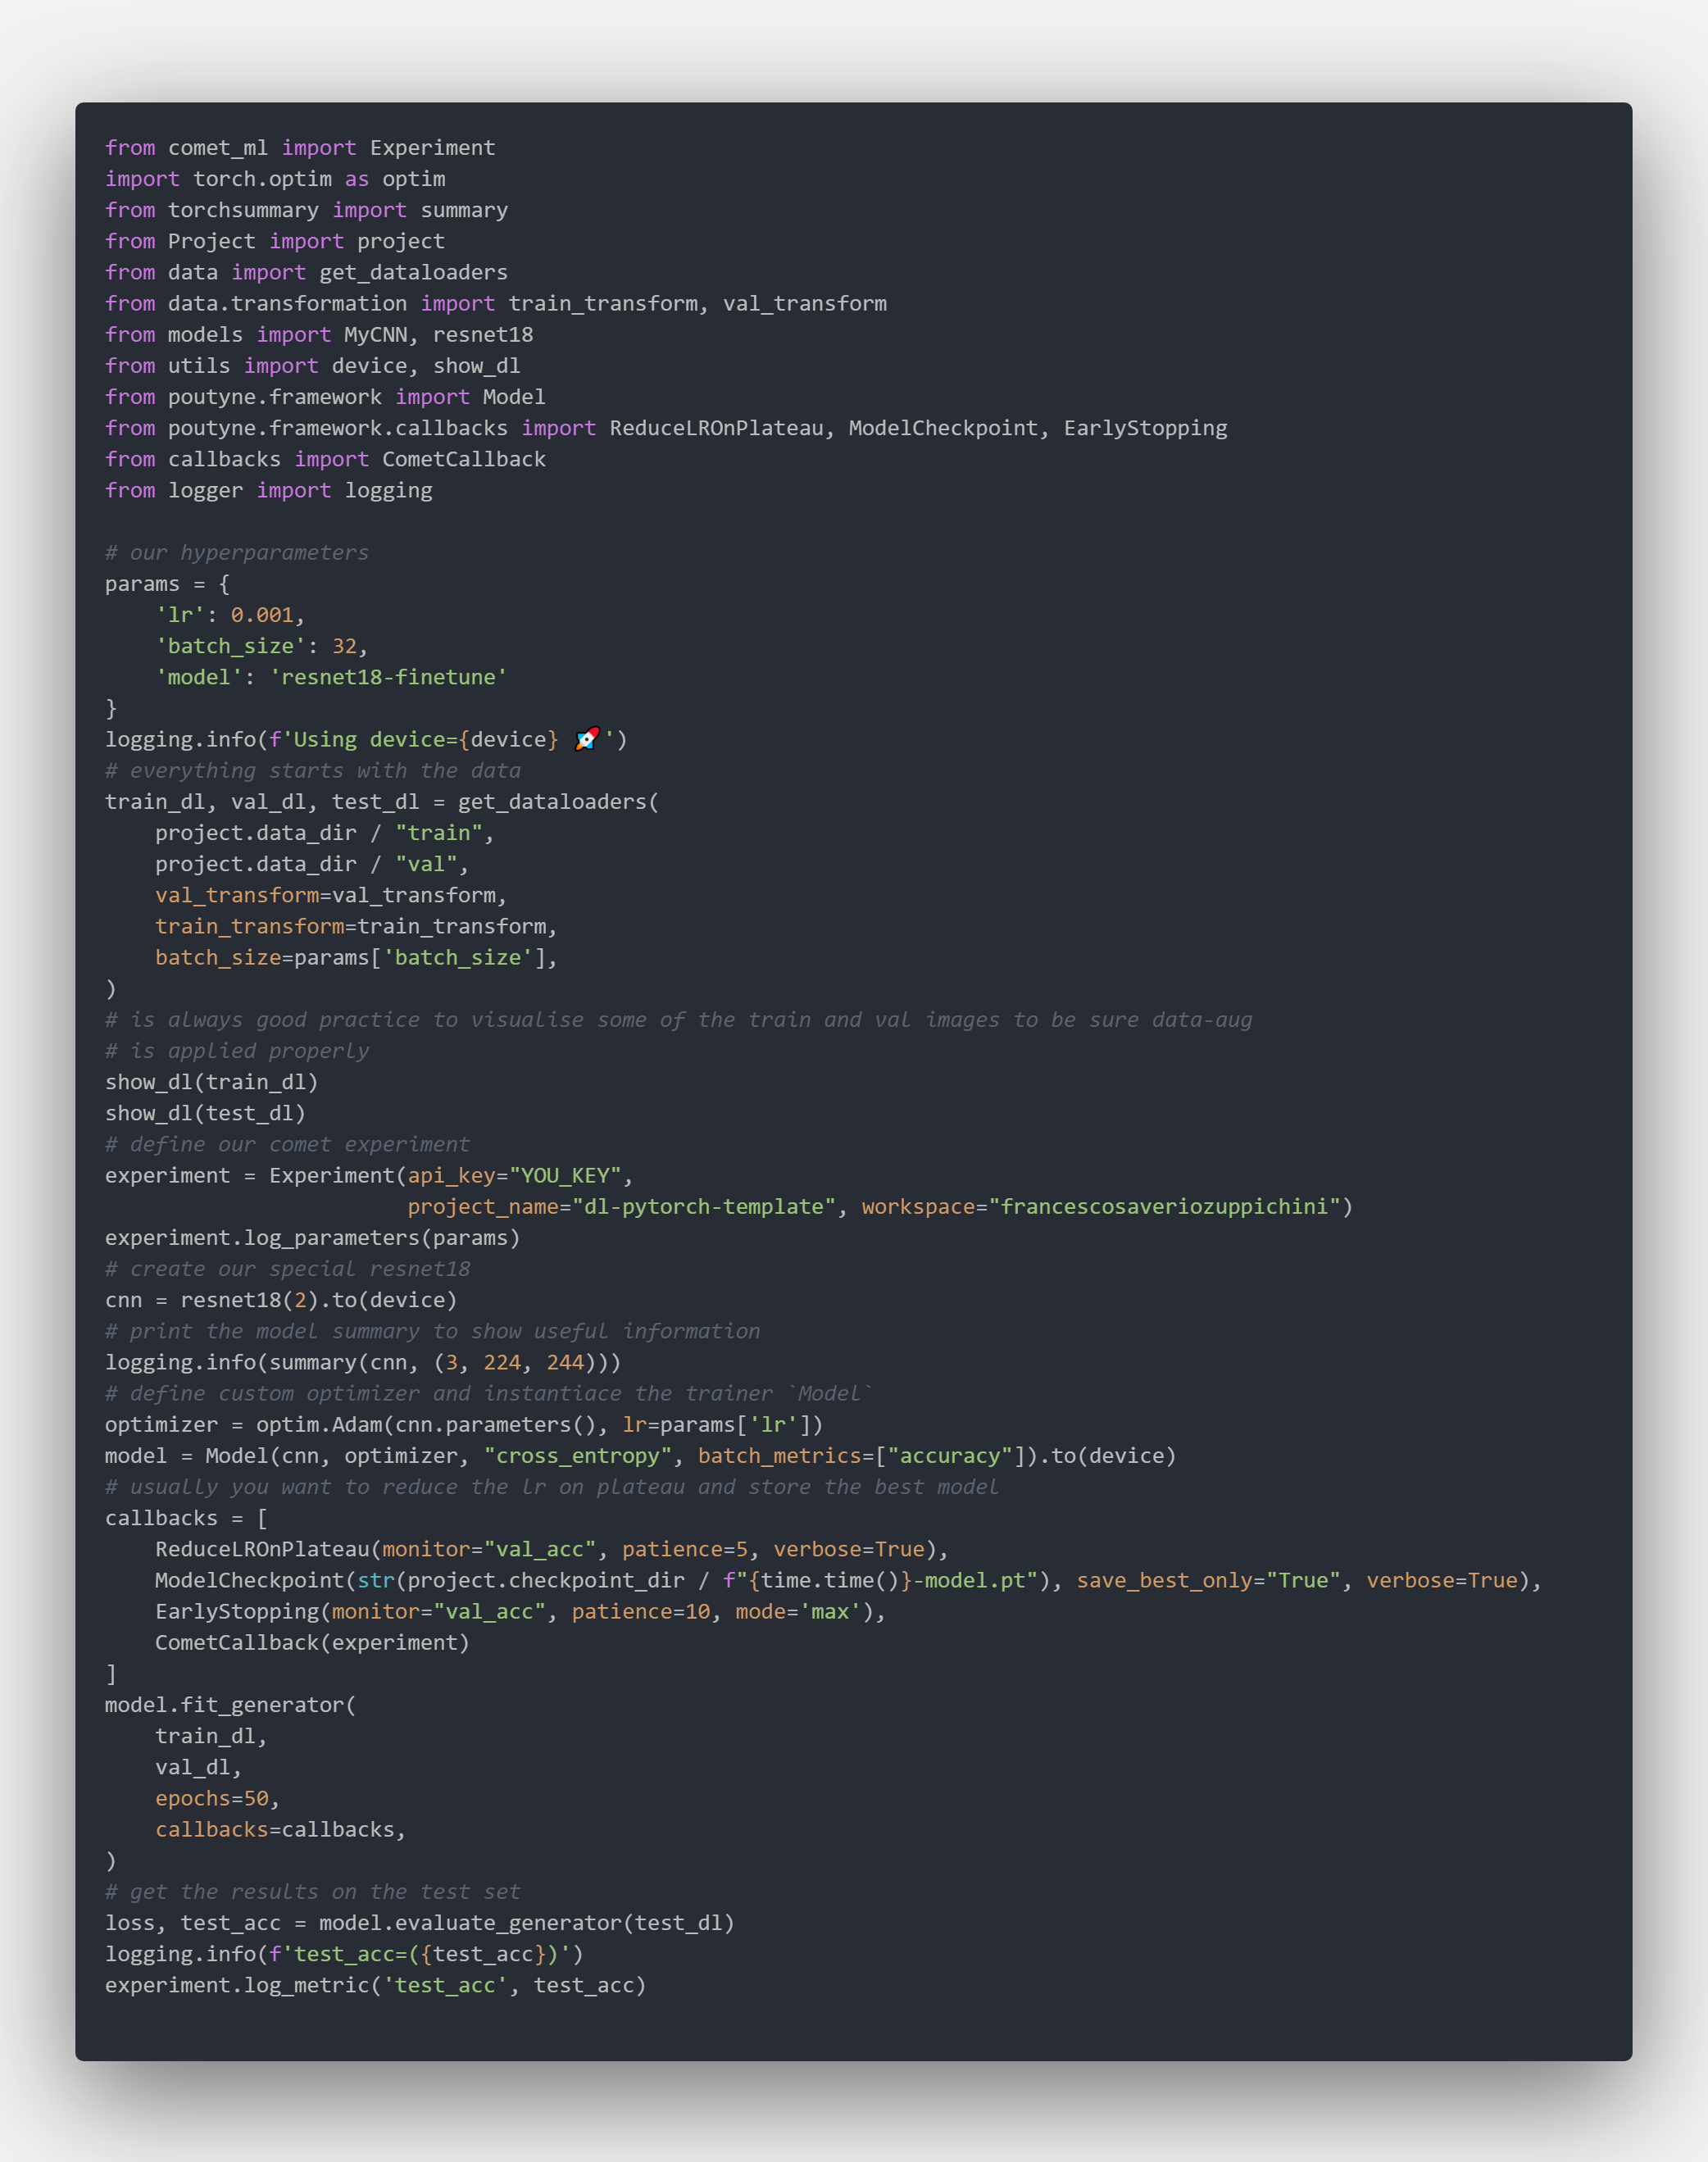 from comet_ml import Experiment
import torch.optim as optim
from torchsummary import summary
from Project import project
from data import get_dataloaders
from data.transformation import train_transform, val_transform
from models import MyCNN, resnet18
from utils import device, show_dl
from poutyne.framework import Model
from poutyne.framework.callbacks import ReduceLROnPlateau, ModelCheckpoint, EarlyStopping
from callbacks import CometCallback
from logger import logging

# our hyperparameters
params = {
    'lr': 0.001,
    'batch_size': 32,
    'model': 'resnet18-finetune'
}
logging.info(f'Using device={device} 🚀')
# everything starts with the data
train_dl, val_dl, test_dl = get_dataloaders(
    project.data_dir / "train",
    project.data_dir / "val",
    val_transform=val_transform,
    train_transform=train_transform,
    batch_size=params['batch_size'],
)
# is always good practice to visualise some of the train and val images to be sure data-aug
# is applied properly
show_dl(train_dl)
show_dl(test_dl)
# define our comet experiment
experiment = Experiment(api_key="YOU_KEY",
                        project_name="dl-pytorch-template", workspace="francescosaveriozuppichini")
experiment.log_parameters(params)
# create our special resnet18
cnn = resnet18(2).to(device)
# print the model summary to show useful information
logging.info(summary(cnn, (3, 224, 244)))
# define custom optimizer and instantiace the trainer `Model`
optimizer = optim.Adam(cnn.parameters(), lr=params['lr'])
model = Model(cnn, optimizer, "cross_entropy", batch_metrics=["accuracy"]).to(device)
# usually you want to reduce the lr on plateau and store the best model
callbacks = [
    ReduceLROnPlateau(monitor="val_acc", patience=5, verbose=True),
    ModelCheckpoint(str(project.checkpoint_dir / f"{time.time()}-model.pt"), save_best_only="True", verbose=True),
    EarlyStopping(monitor="val_acc", patience=10, mode='max'),
    CometCallback(experiment)
]
model.fit_generator(
    train_dl,
    val_dl,
    epochs=50,
    callbacks=callbacks,
)
# get the results on the test set
loss, test_acc = model.evaluate_generator(test_dl)
logging.info(f'test_acc=({test_acc})')
experiment.log_metric('test_acc', test_acc)